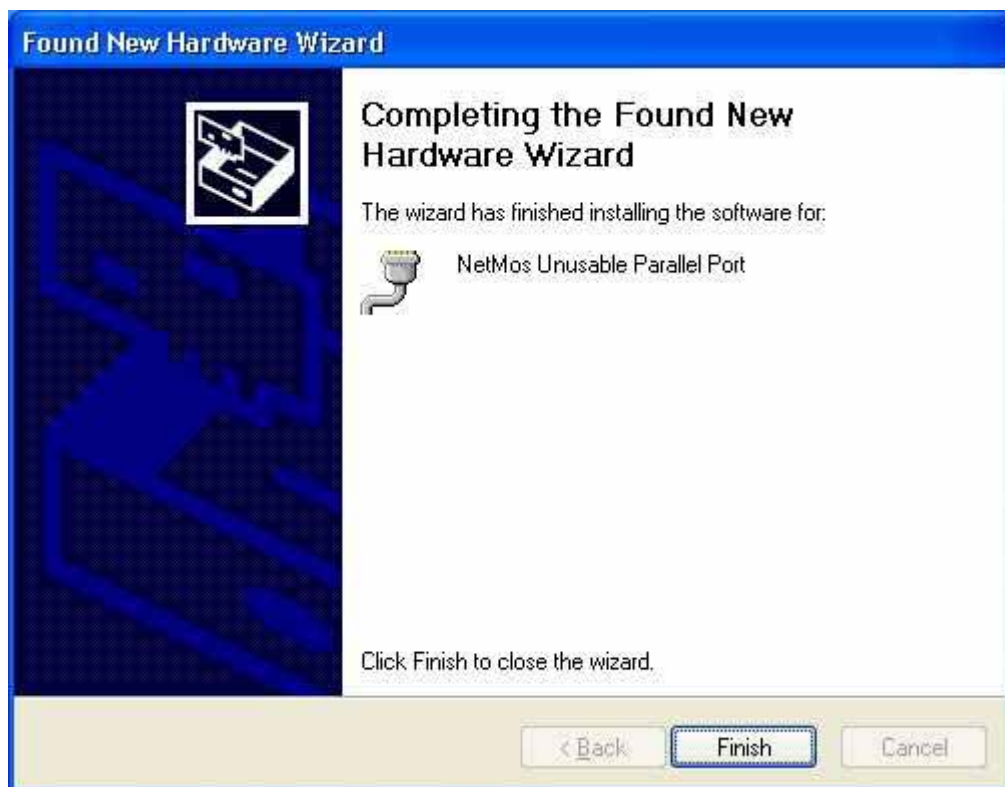 Found New Hardware Wizard
Completing the Found New
Hardware Wizard
The wizard has finished installing the software for:
NetMos Unusable Parallel Port
Click Finish to close the wizard.
< Back
Finish
Cancel